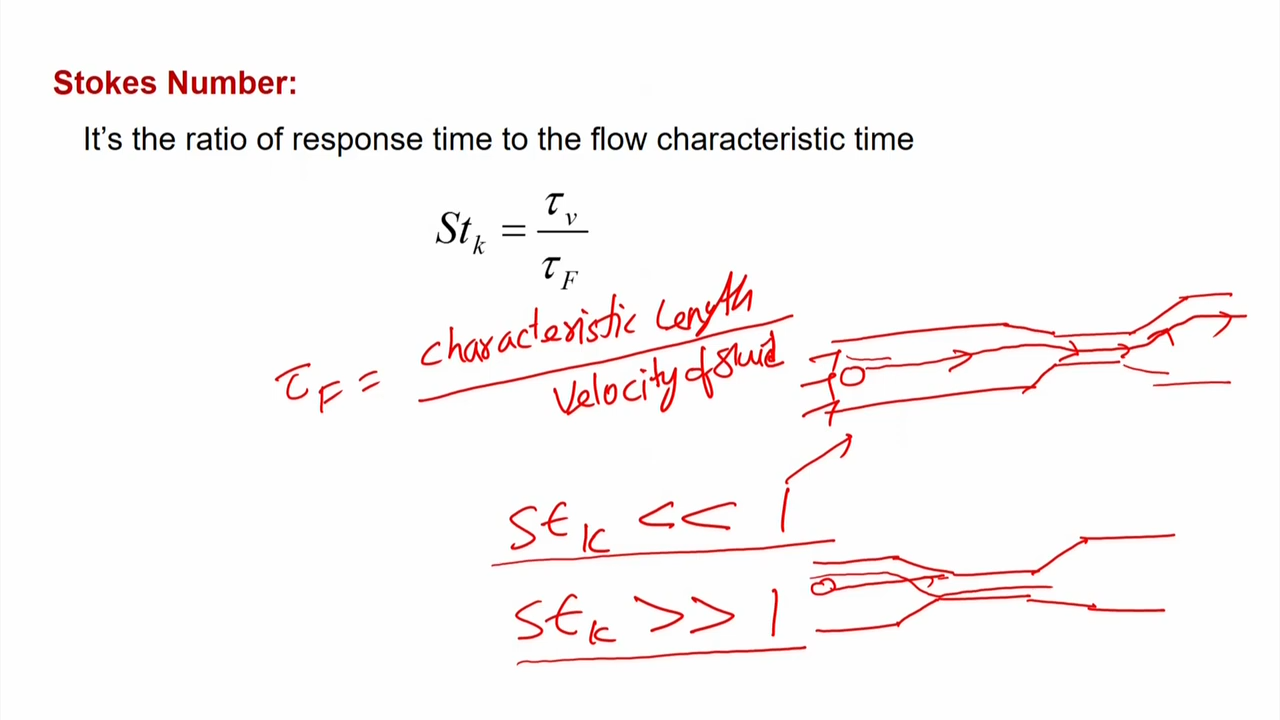 Stokes Number:
It's the ratio of response time to the flow characteristic time
St_k = τ_v / τ_F
τ_F = characteristic Length / Velocity of fluid
St_k << 1
St_k >> 1